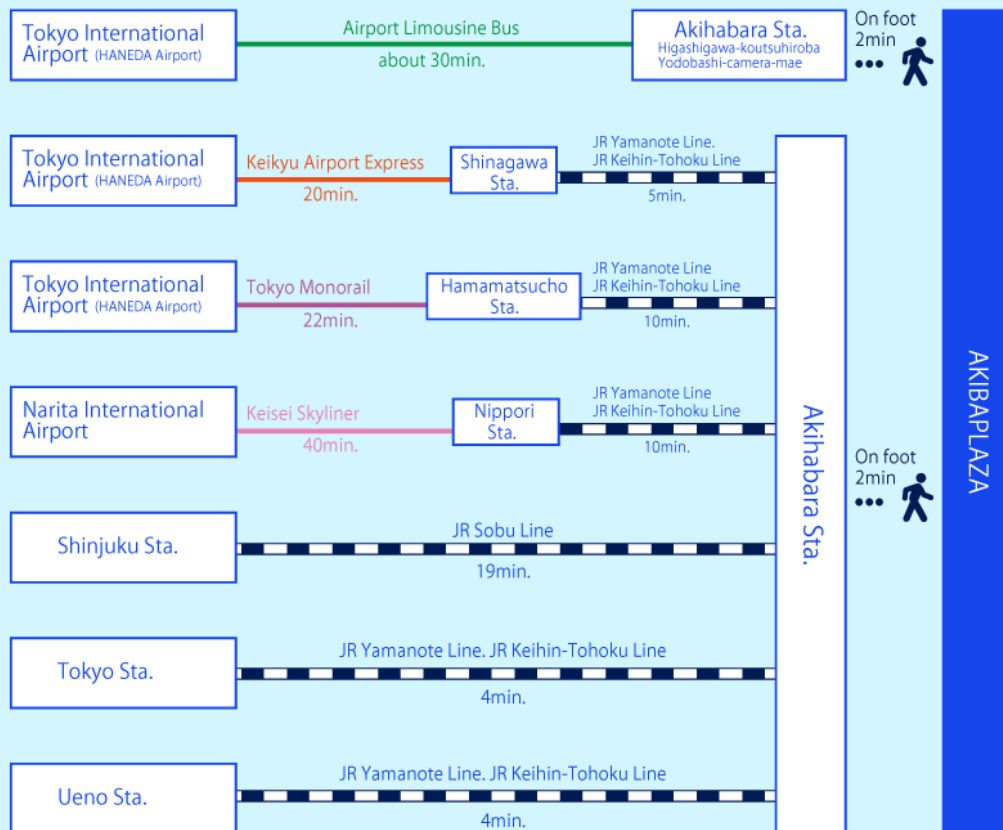 Tokyo International
Airport (HANEDA Airport)
Airport Limousine Bus
about 30min.
Akihabara Sta.
Higashigawa-koutsuhiroba
Yodobashi-camera-mae
On foot
2min
Tokyo International
Airport (HANEDA Airport)
Keikyu Airport Express
20min.
Shinagawa
Sta.
JR Yamanote Line.
JR Keihin-Tohoku Line
5min.
Tokyo International
Airport (HANEDA Airport)
Tokyo Monorail
22min.
Hamamatsucho
Sta.
JR Yamanote Line
JR Keihin-Tohoku Line
10min.
Narita International
Airport
Keisei Skyliner
40min.
Nippori
Sta.
JR Yamanote Line
JR Keihin-Tohoku Line
10min.
Shinjuku Sta.
JR Sobu Line
19min.
Tokyo Sta.
JR Yamanote Line. JR Keihin-Tohoku Line
4min.
Ueno Sta.
JR Yamanote Line. JR Keihin-Tohoku Line
4min.
Akihabara Sta.
On foot
2min
AKIBAPLAZA